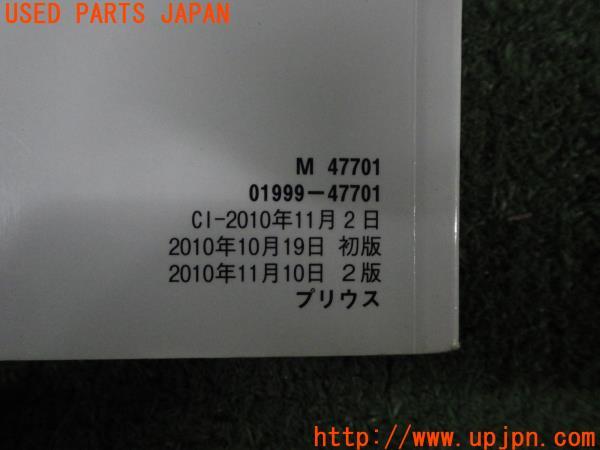 USED PARTS JAPAN
M 47701
01999-47701
CI-2010年11月2日
2010年10月19日 初版
2010年11月10日 2版
プリウス
http://www.upjpn.com/